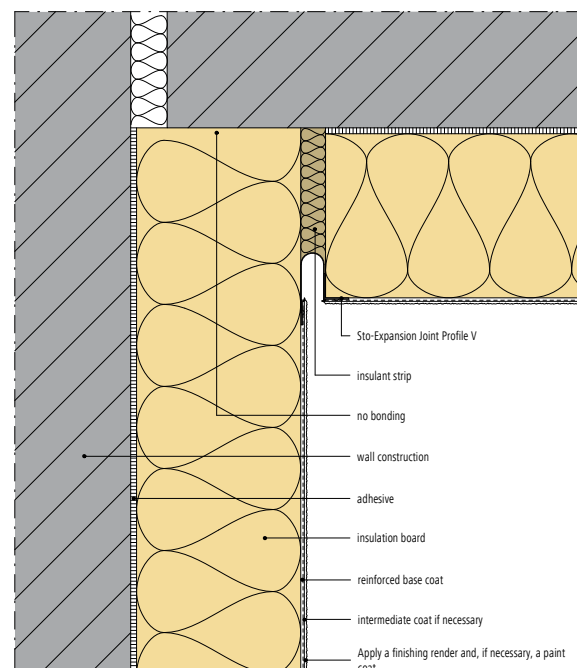 Sto-Expansion Joint Profile V
insulant strip
no bonding
wall construction
adhesive
insulation board
reinforced base coat
intermediate coat if necessary
Apply a finishing render and, if necessary, a paint
coat